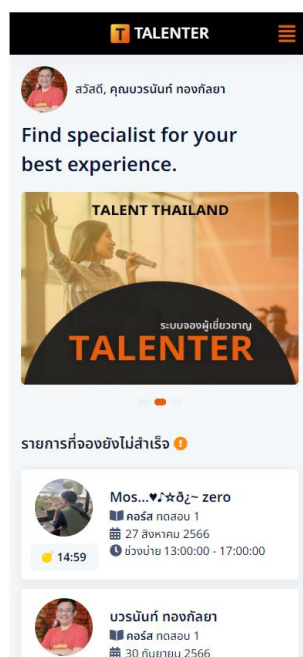 TALENTER
สวัสดี, คุณบวรนันท์ ทองกัลยา
Find specialist for your
best experience.
TALENT THAILAND
ระบบจองผู้เชี่ยวชาญ
TALENTER
รายการที่จองยังไม่สำเร็จ
Mos...♥♪☆ð¿~ zero
คอร์ส ทดสอบ 1
27 สิงหาคม 2566
14:59
ช่วงบ่าย 13:00:00 - 17:00:00
บวรนันท์ ทองกัลยา
คอร์ส ทดสอบ 1
30 กันยายน 2566